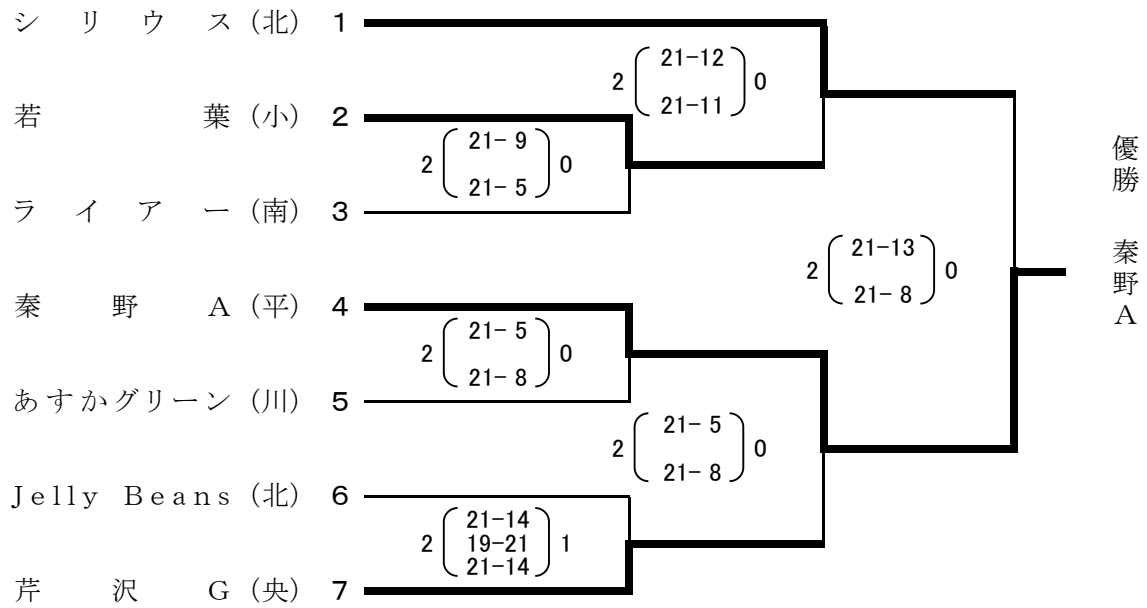 シリウス（北） 1
2 21-12 0
21-11
若葉（小） 2
2 21- 9 0
21- 5
ライアー（南） 3
優勝 秦野A
2 21-13 0
21- 8
秦野A（平） 4
2 21- 5 0
21- 8
あすかグリーン（川） 5
2 21- 5 0
21- 8
Jelly Beans（北） 6
2 21-14 1
19-21
21-14
芹沢G（央） 7